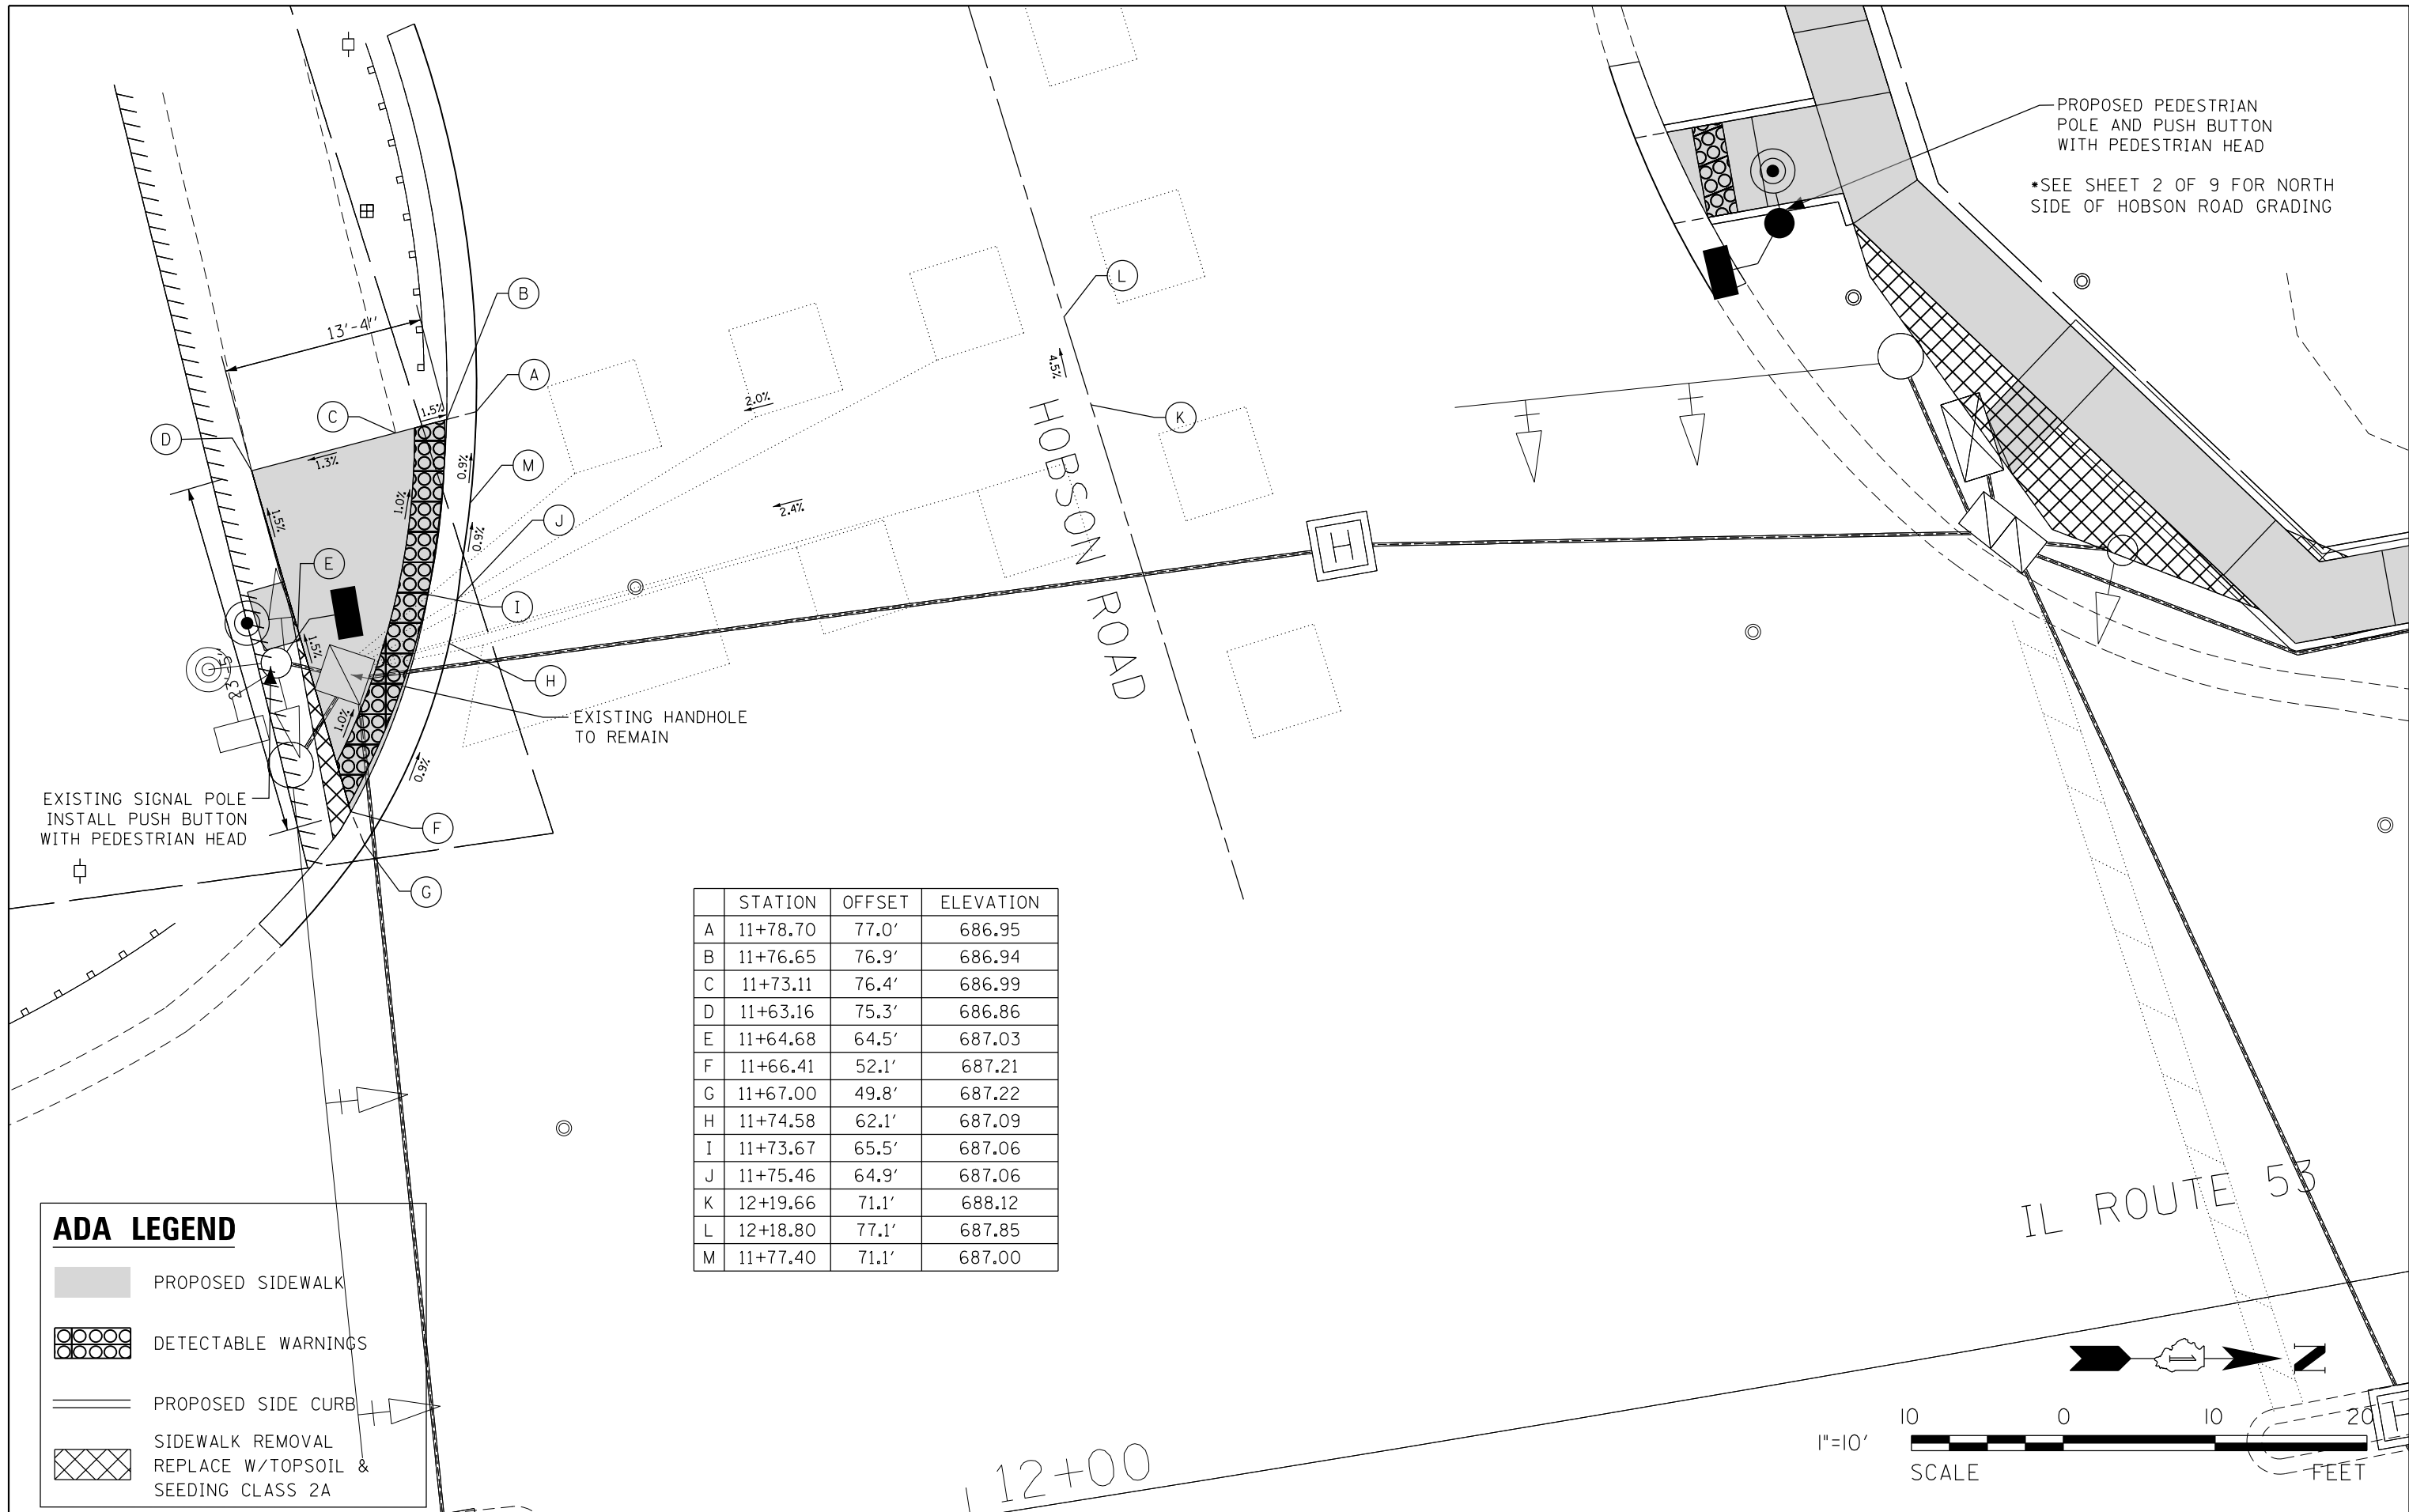 PROPOSED PEDESTRIAN
POLE AND PUSH BUTTON
WITH PEDESTRIAN HEAD
*SEE SHEET 2 OF 9 FOR NORTH
SIDE OF HOBSON ROAD GRADING
B
L
13'-4"
A
4.5%
2.0%
C
1.5%
K
D
1.3%
M
0.9%
1.0%
J
2.4%
1.5%
0.9%
HOBSON ROAD
H
E
I
1.5%
23'-5"
H
1.0%
EXISTING HANDHOLE
TO REMAIN
0.9%
EXISTING SIGNAL POLE
INSTALL PUSH BUTTON
WITH PEDESTRIAN HEAD
F
G
STATION OFFSET ELEVATION
A 11+78.70 77.0' 686.95
B 11+76.65 76.9' 686.94
C 11+73.11 76.4' 686.99
D 11+63.16 75.3' 686.86
E 11+64.68 64.5' 687.03
F 11+66.41 52.1' 687.21
G 11+67.00 49.8' 687.22
H 11+74.58 62.1' 687.09
I 11+73.67 65.5' 687.06
J 11+75.46 64.9' 687.06
K 12+19.66 71.1' 688.12
L 12+18.80 77.1' 687.85
M 11+77.40 71.1' 687.00
IL ROUTE 53
ADA LEGEND
PROPOSED SIDEWALK
DETECTABLE WARNINGS
PROPOSED SIDE CURB
SIDEWALK REMOVAL
REPLACE W/TOPSOIL &
SEEDING CLASS 2A
12+00
N
10 0 10 20
1"=10'
SCALE FEET
H